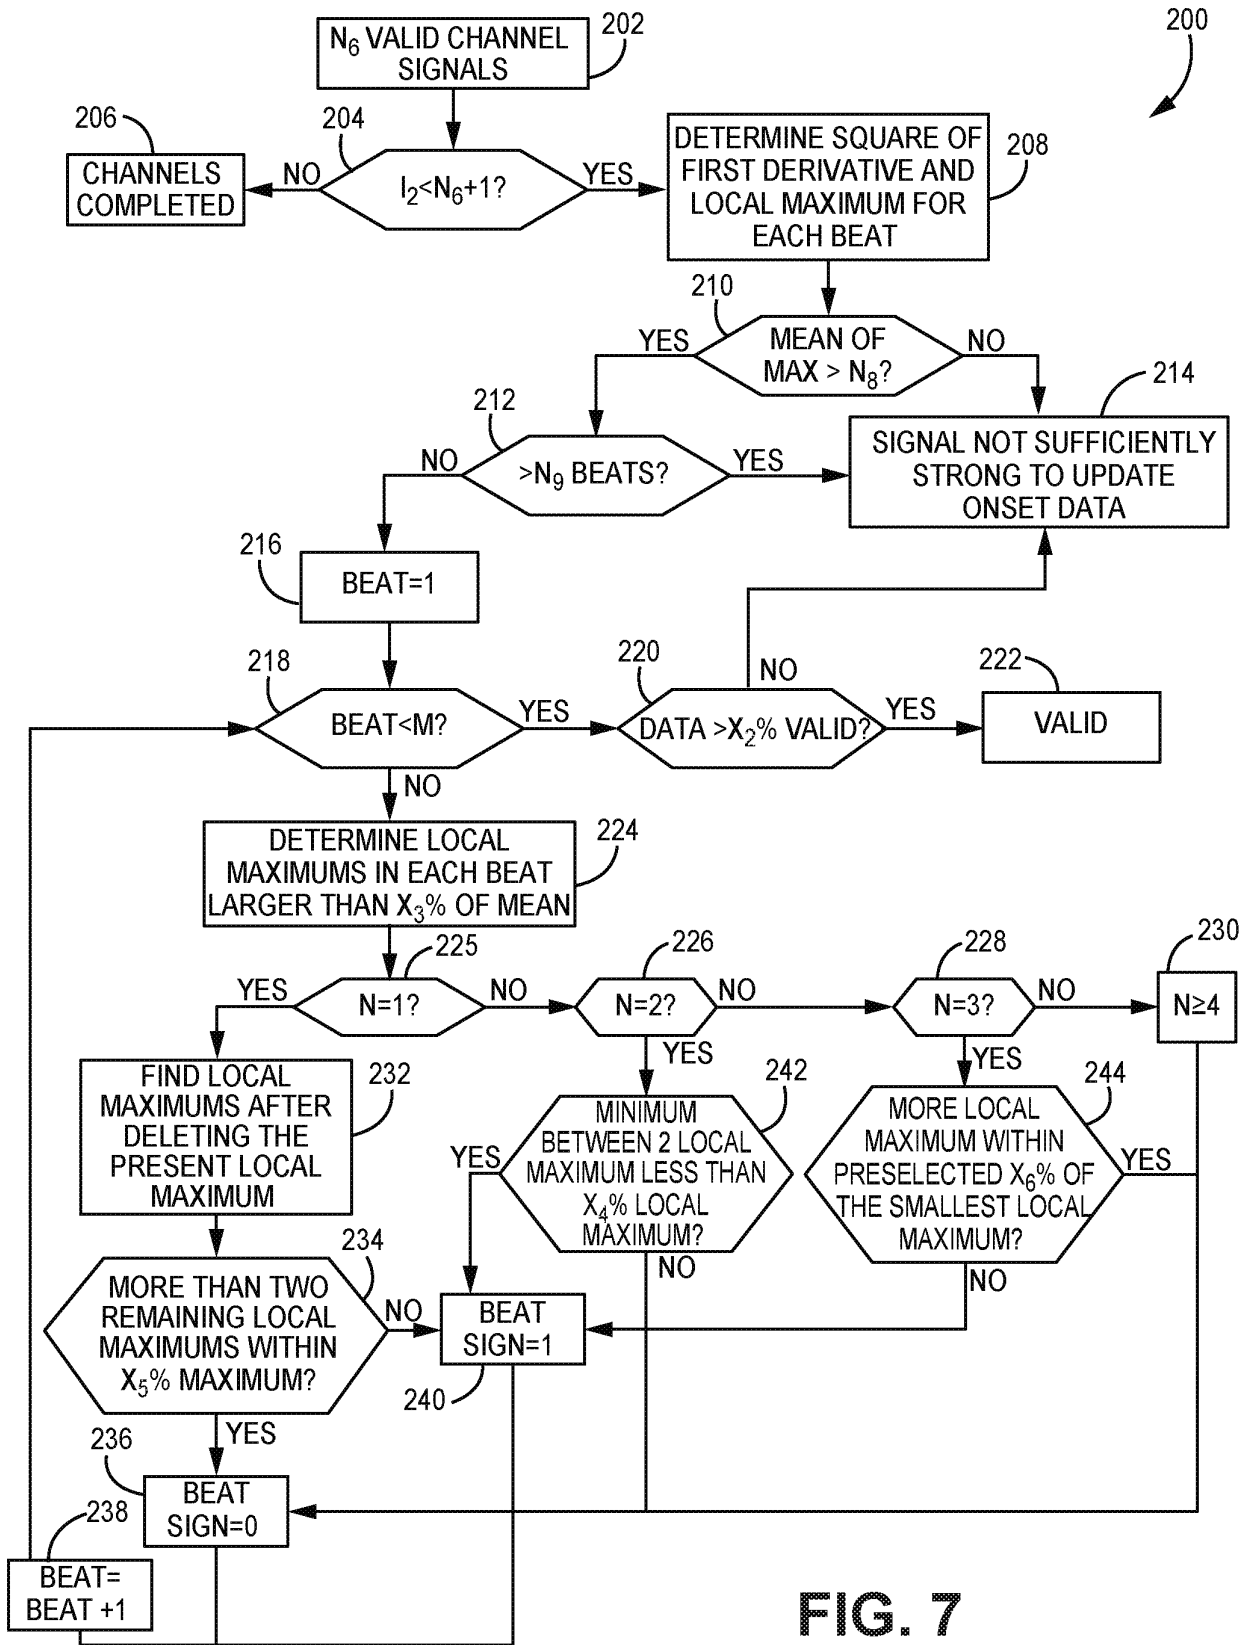 200
202
N₆ VALID CHANNEL
SIGNALS
204
206
CHANNELS
COMPLETED
NO
I₂<N₆+1?
YES
208
DETERMINE SQUARE OF
FIRST DERIVATIVE AND
LOCAL MAXIMUM FOR
EACH BEAT
210
YES
MEAN OF
MAX > N₈?
NO
212
NO
>N₉ BEATS?
YES
214
SIGNAL NOT SUFFICIENTLY
STRONG TO UPDATE
ONSET DATA
216
BEAT=1
218
BEAT<M?
YES
NO
220
NO
DATA >X₂% VALID?
YES
222
VALID
224
DETERMINE LOCAL
MAXIMUMS IN EACH BEAT
LARGER THAN X₃% OF MEAN
225
YES
N=1?
NO
226
N=2?
NO
YES
228
N=3?
NO
YES
230
N≥4
232
FIND LOCAL
MAXIMUMS AFTER
DELETING THE
PRESENT LOCAL
MAXIMUM
242
YES
MINIMUM
BETWEEN 2 LOCAL
MAXIMUM LESS THAN
X₄% LOCAL
MAXIMUM?
NO
244
MORE LOCAL
MAXIMUM WITHIN
PRESELECTED X₆% OF
THE SMALLEST LOCAL
MAXIMUM?
YES
NO
234
MORE THAN TWO
REMAINING LOCAL
MAXIMUMS WITHIN
X₅% MAXIMUM?
NO
YES
BEAT
SIGN=1
240
236
BEAT
SIGN=0
238
BEAT=
BEAT +1
FIG. 7